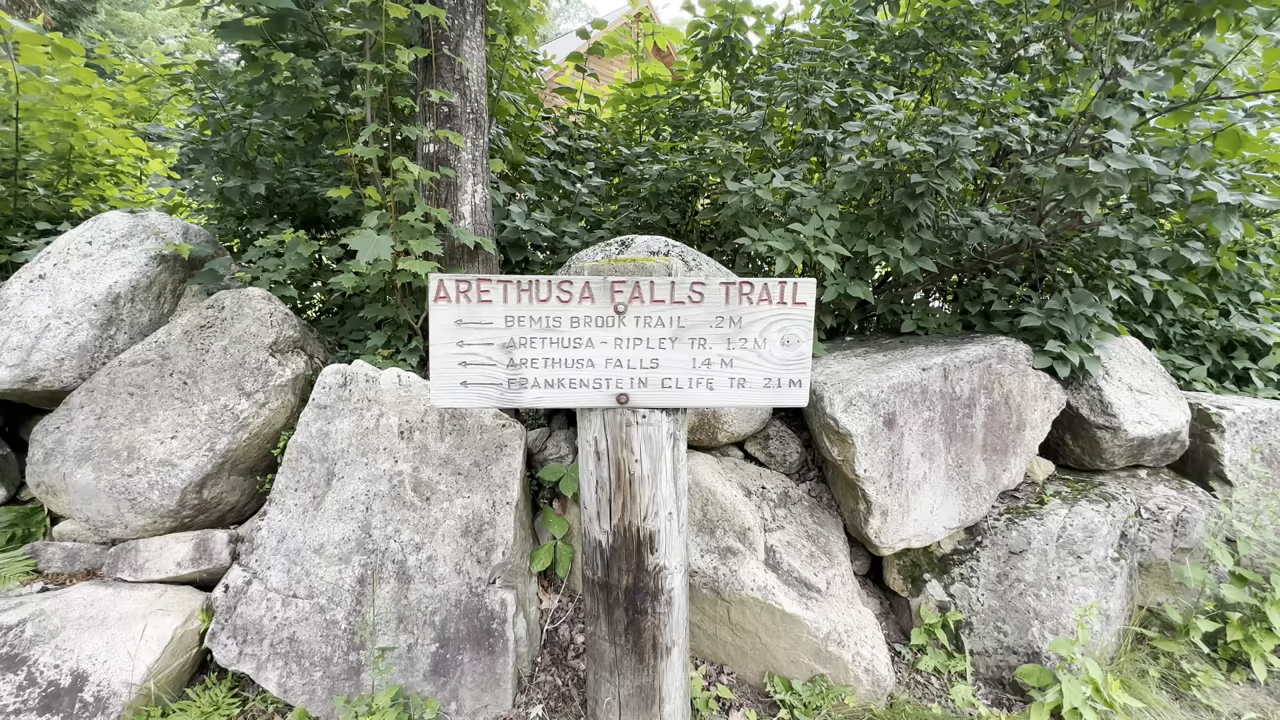 ARETHUSA FALLS TRAIL
← BEMIS BROOK TRAIL .2 M
← ARETHUSA - RIPLEY TR. 1.2 M
← ARETHUSA FALLS 1.4 M
← FRANKENSTEIN CLIFF TR. 2.1 M